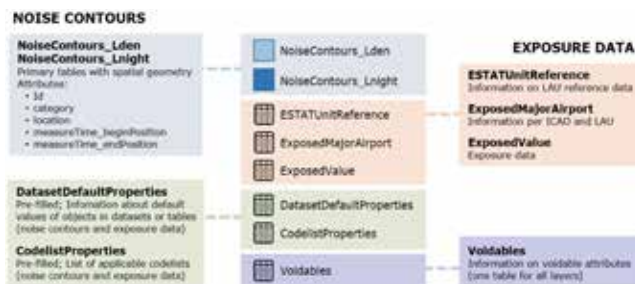 NOISE CONTOURS
NoiseContours_Lden
NoiseContours_Lnight
Primary tables with spatial geometry
Attributes:
• Id
• category
• location
• measureTime_beginPosition
• measureTime_endPosition
DatasetDefaultProperties
Pre-filled; Information about default
values of objects in datasets or tables
(noise contours and exposure data)
CodelistProperties
Pre-filled; List of applicable codelists
(noise contours and exposure data)
NoiseContours_Lden
NoiseContours_Lnight
ESTATUnitReference
ExposedMajorAirport
ExposedValue
DatasetDefaultProperties
CodelistProperties
Voidables
EXPOSURE DATA
ESTATUnitReference
Information on LAU reference data
ExposedMajorAirport
Information per ICAO and LAU
ExposedValue
Exposure data
Voidables
Information on voidable attributes
(one table for all layers)